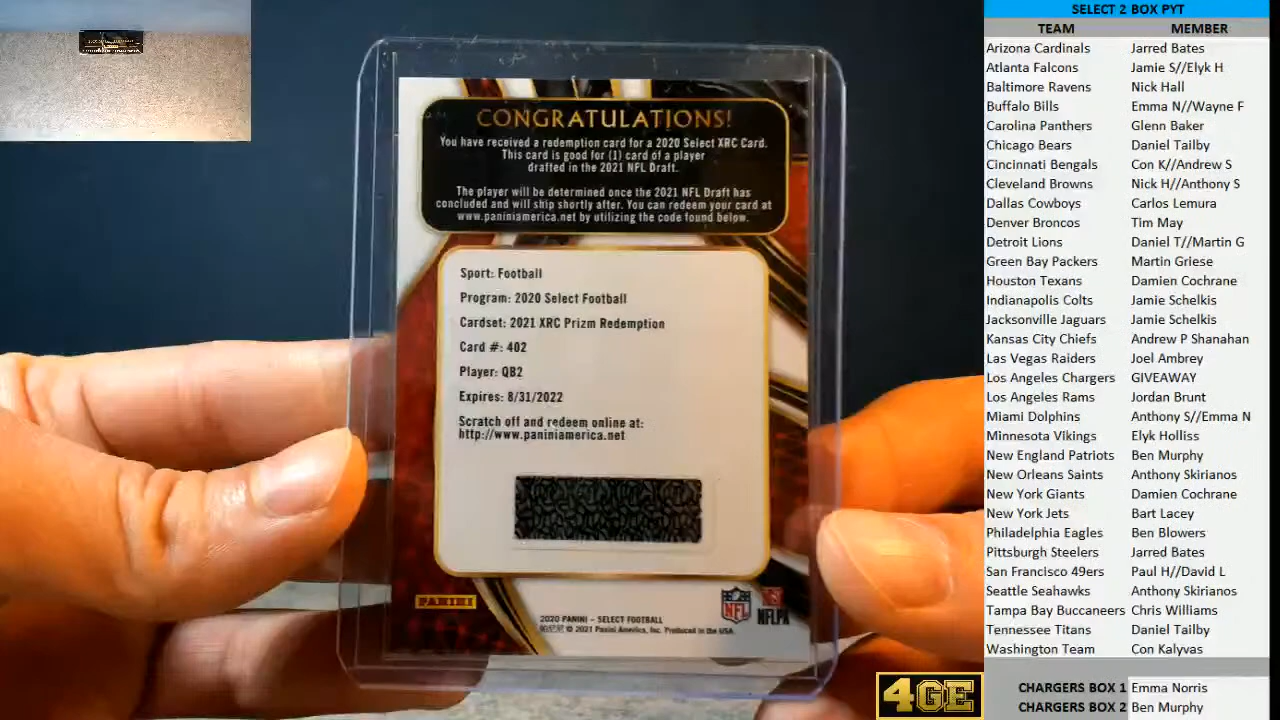 CONGRATULATIONS!
You have received a redemption card for a 2020 Select XRC Card.
This card is good for (1) card of a player
drafted in the 2021 NFL Draft.
The player will be determined once the 2021 NFL Draft has
concluded and will ship shortly after. You can redeem your card at
www.paniniamerica.net by utilizing the code found below.
Sport: Football
Program: 2020 Select Football
Cardset: 2021 XRC Prizm Redemption
Card #: 402
Player: QB2
Expires: 8/31/2022
Scratch off and redeem online at:
http://www.paniniamerica.net
PANINI
NFL
NFLPA
2020 PANINI – SELECT FOOTBALL
© 2021 Panini America, Inc. Produced in the USA.
4GE
SELECT 2 BOX PYT
TEAM MEMBER
Arizona Cardinals Jarred Bates
Atlanta Falcons Jamie S//Elyk H
Baltimore Ravens Nick Hall
Buffalo Bills Emma N//Wayne F
Carolina Panthers Glenn Baker
Chicago Bears Daniel Tailby
Cincinnati Bengals Con K//Andrew S
Cleveland Browns Nick H//Anthony S
Dallas Cowboys Carlos Lemura
Denver Broncos Tim May
Detroit Lions Daniel T//Martin G
Green Bay Packers Martin Griese
Houston Texans Damien Cochrane
Indianapolis Colts Jamie Schelkis
Jacksonville Jaguars Jamie Schelkis
Kansas City Chiefs Andrew P Shanahan
Las Vegas Raiders Joel Ambrey
Los Angeles Chargers GIVEAWAY
Los Angeles Rams Jordan Brunt
Miami Dolphins Anthony S//Emma N
Minnesota Vikings Elyk Holliss
New England Patriots Ben Murphy
New Orleans Saints Anthony Skirianos
New York Giants Damien Cochrane
New York Jets Bart Lacey
Philadelphia Eagles Ben Blowers
Pittsburgh Steelers Jarred Bates
San Francisco 49ers Paul H//David L
Seattle Seahawks Anthony Skirianos
Tampa Bay Buccaneers Chris Williams
Tennessee Titans Daniel Tailby
Washington Team Con Kalyvas
CHARGERS BOX 1 Emma Norris
CHARGERS BOX 2 Ben Murphy